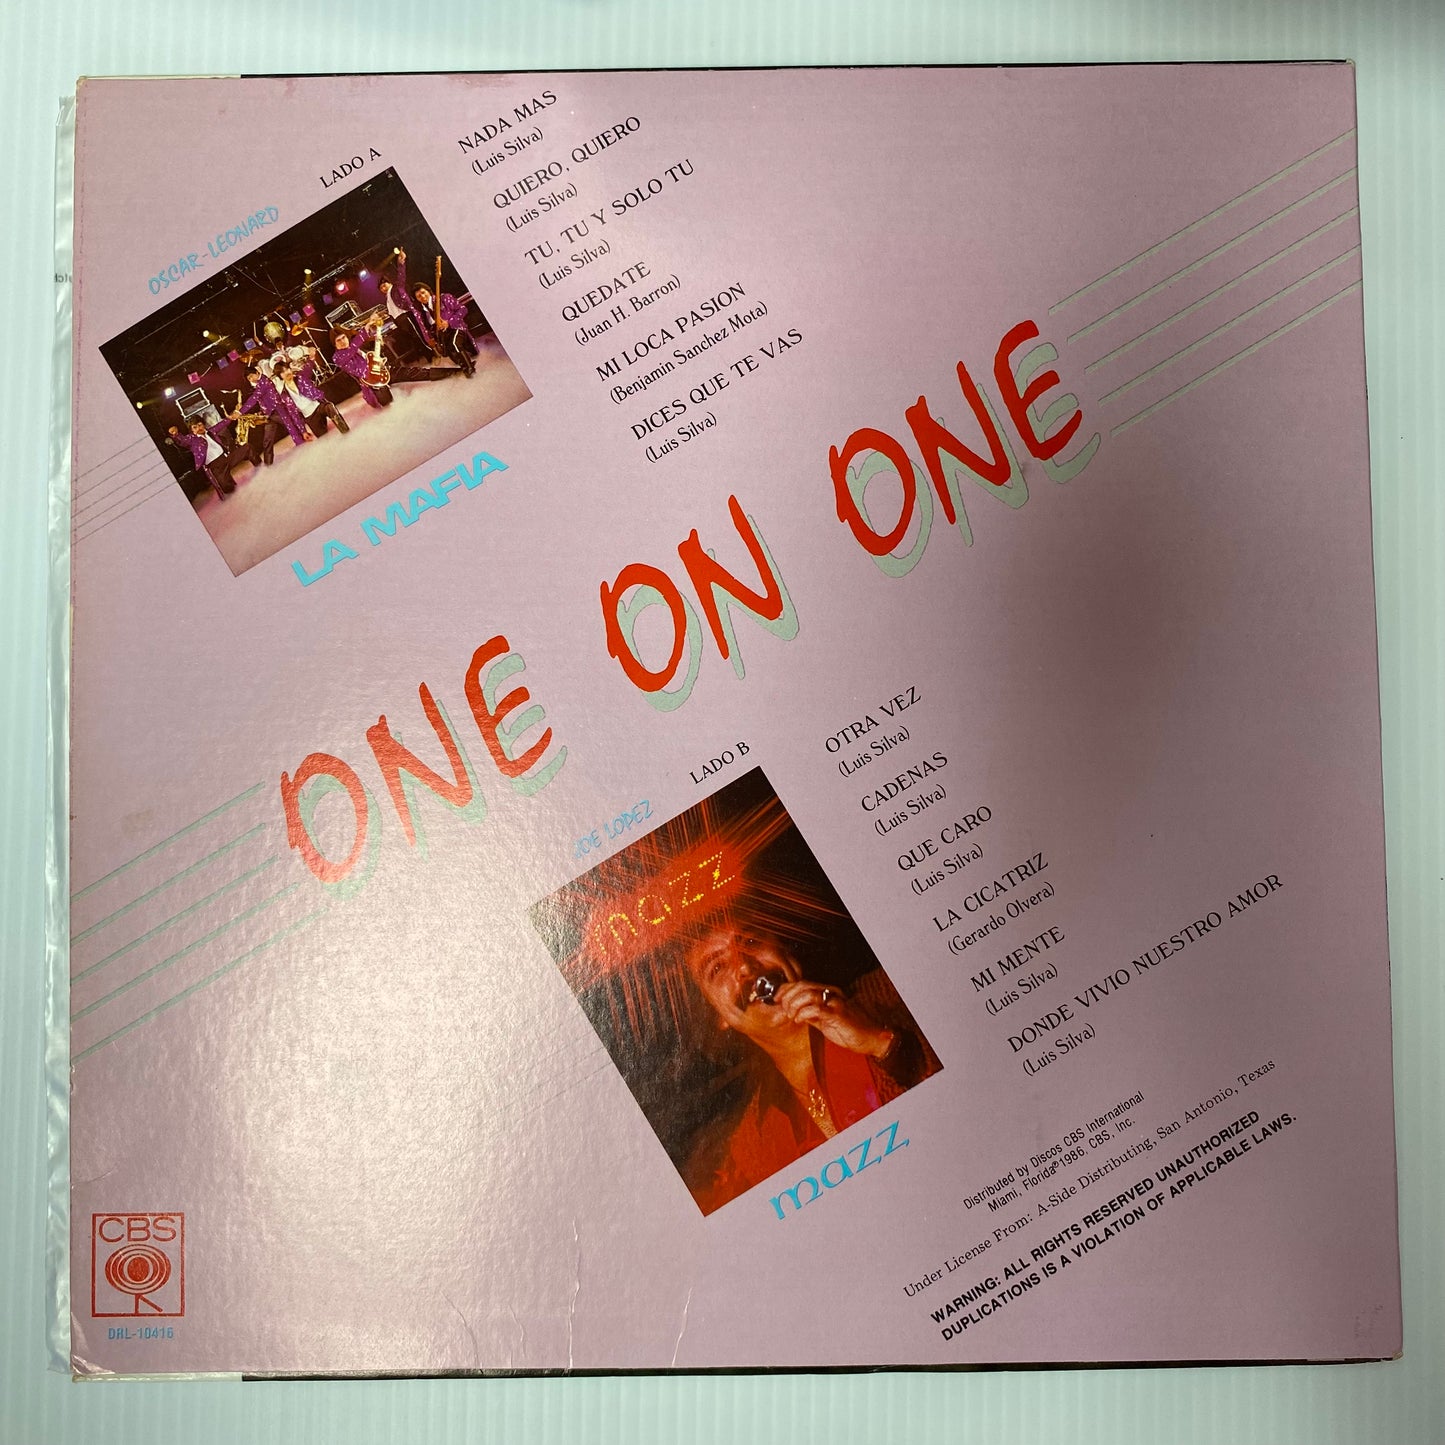 LADO A
OSCAR-LEONARD
LA MAFIA
NADA MAS
(Luis Silva)
QUIERO, QUIERO
(Luis Silva)
TU, TU Y SOLO TU
(Luis Silva)
QUEDATE
(Juan H. Barron)
MI LOCA PASION
(Benjamin Sanchez Mota)
DICES QUE TE VAS
(Luis Silva)
ONE ON ONE
LADO B
JOE LOPEZ
mazz
mazz
OTRA VEZ
(Luis Silva)
CADENAS
(Luis Silva)
QUE CARO
(Luis Silva)
LA CICATRIZ
(Gerardo Olvera)
MI MENTE
(Luis Silva)
DONDE VIVIO NUESTRO AMOR
(Luis Silva)
Distributed by Discos CBS International
Miami, Florida ℗1986, CBS, Inc.
Under License From: A-Side Distributing, San Antonio, Texas
WARNING: ALL RIGHTS RESERVED UNAUTHORIZED
DUPLICATIONS IS A VIOLATION OF APPLICABLE LAWS.
CBS
DRL-10416